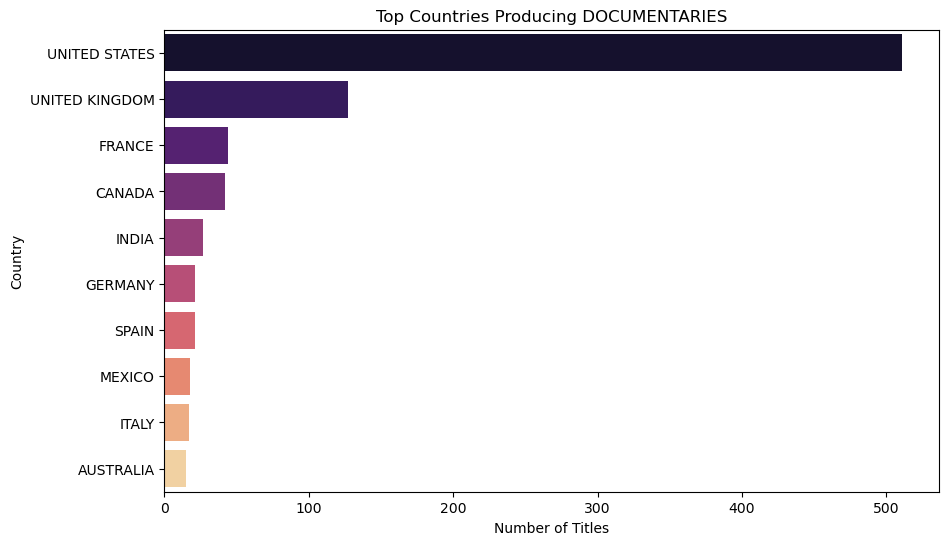 Top Countries Producing DOCUMENTARIES
Country
UNITED STATES
UNITED KINGDOM
FRANCE
CANADA
INDIA
GERMANY
SPAIN
MEXICO
ITALY
AUSTRALIA
0 100 200 300 400 500
Number of Titles